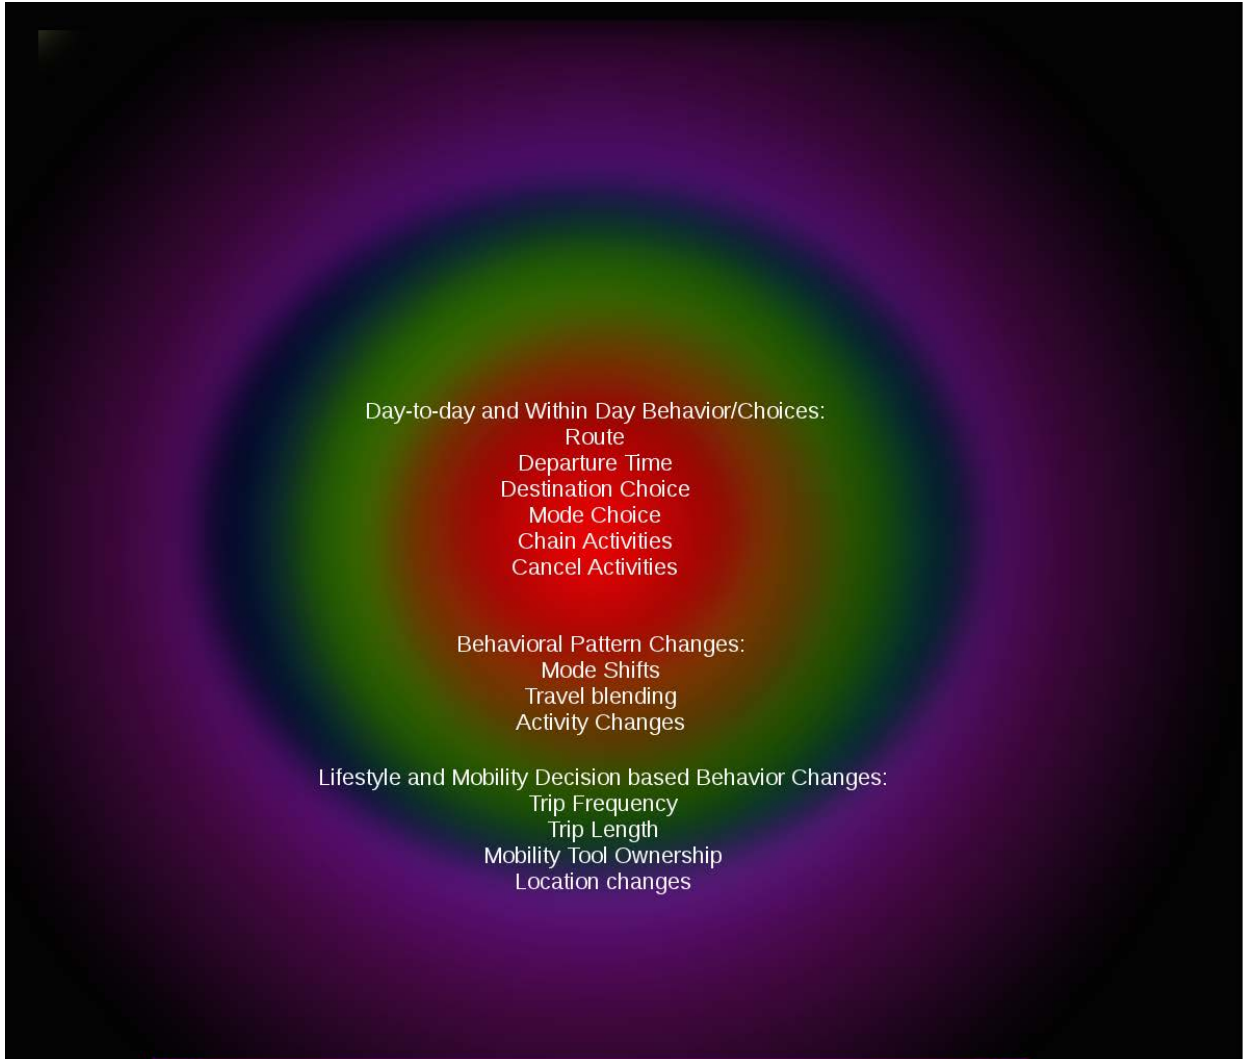 Day-to-day and Within Day Behavior/Choices:
Route
Departure Time
Destination Choice
Mode Choice
Chain Activities
Cancel Activities
Behavioral Pattern Changes:
Mode Shifts
Travel blending
Activity Changes
Lifestyle and Mobility Decision based Behavior Changes:
Trip Frequency
Trip Length
Mobility Tool Ownership
Location changes